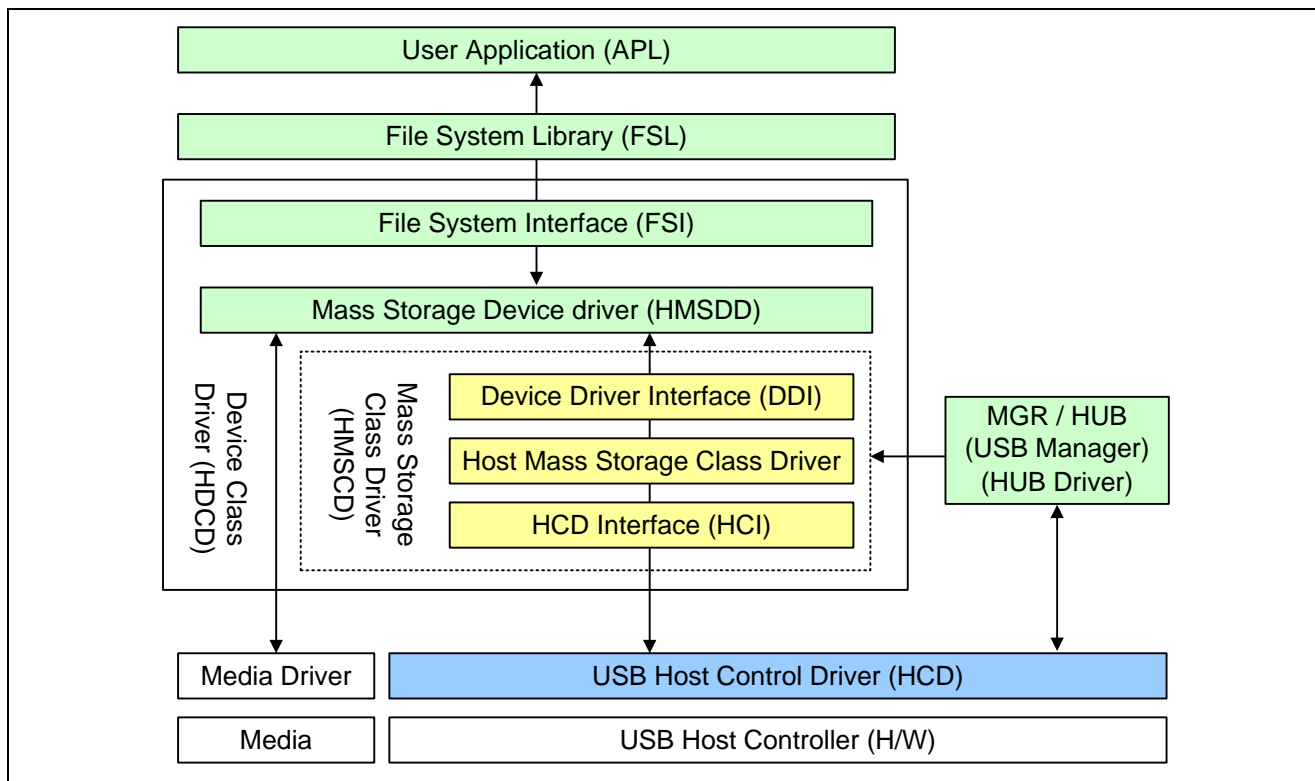 User Application (APL)
File System Library (FSL)
File System Interface (FSI)
Mass Storage Device driver (HMSDD)
Device Class
Driver (HDCD)
Mass Storage
Class Driver
(HMSCD)
Device Driver Interface (DDI)
Host Mass Storage Class Driver
HCD Interface (HCI)
MGR / HUB
(USB Manager)
(HUB Driver)
Media Driver
USB Host Control Driver (HCD)
Media
USB Host Controller (H/W)